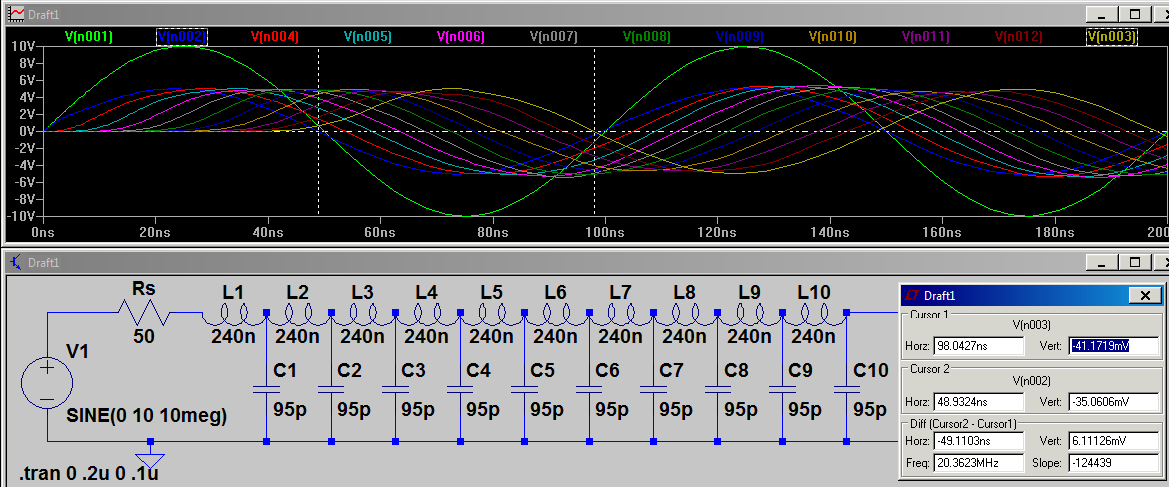 Draft1
V(n001) V(n002) V(n004) V(n005) V(n006) V(n007) V(n008) V(n009) V(n010) V(n011) V(n012) V(n003)
10V
8V
6V
4V
2V
0V
-2V
-4V
-6V
-8V
-10V
0ns 20ns 40ns 60ns 80ns 100ns 120ns 140ns 160ns 180ns 200
Draft1
Rs L1 L2 L3 L4 L5 L6 L7 L8 L9 L10
50 240n 240n 240n 240n 240n 240n 240n 240n 240n 240n
V1 C1 C2 C3 C4 C5 C6 C7 C8 C9 C10
95p 95p 95p 95p 95p 95p 95p 95p 95p 95p
SINE(0 10 10meg)
.tran 0 .2u 0 .1u
Draft1
Cursor 1
V(n003)
Horz: 98.0427ns Vert: -41.1719mV
Cursor 2
V(n002)
Horz: 48.9324ns Vert: -35.0606mV
Diff (Cursor2 - Cursor1)
Horz: -49.1103ns Vert: 6.11126mV
Freq: 20.3623MHz Slope: -124439